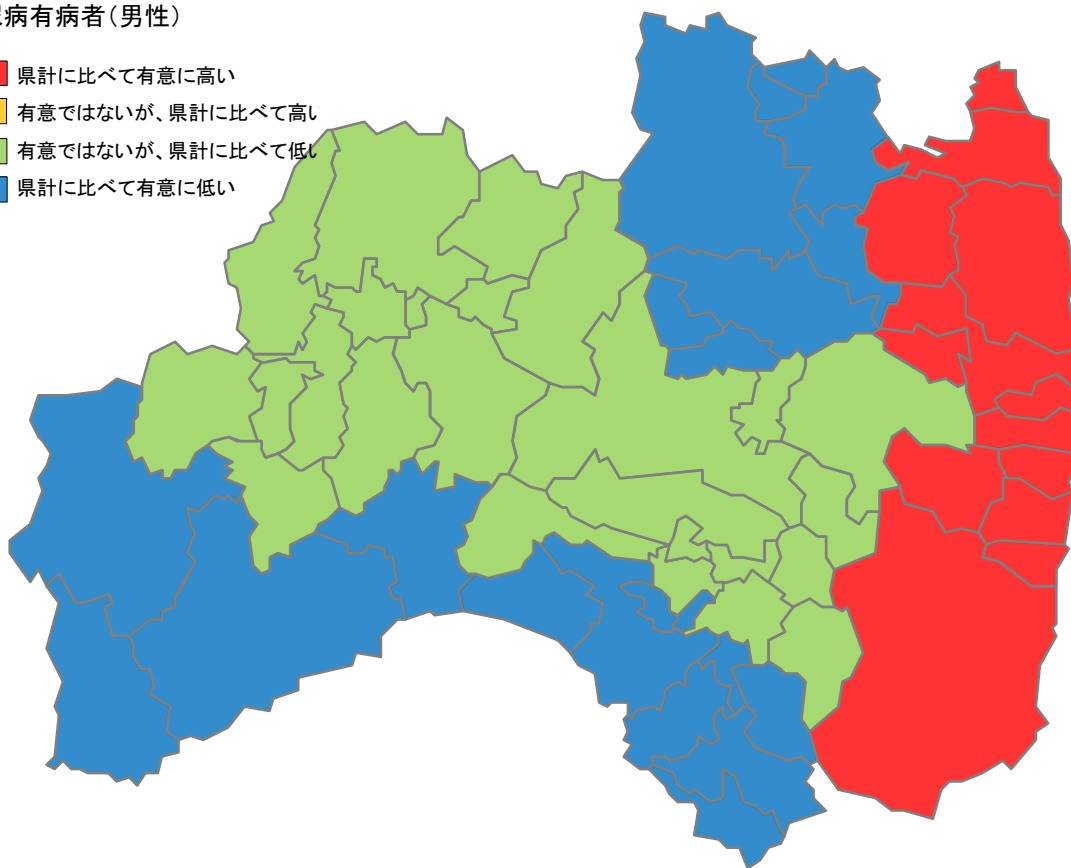 病有病者（男性）
県計に比べて有意に高い
有意ではないが、県計に比べて高い
有意ではないが、県計に比べて低い
県計に比べて有意に低い